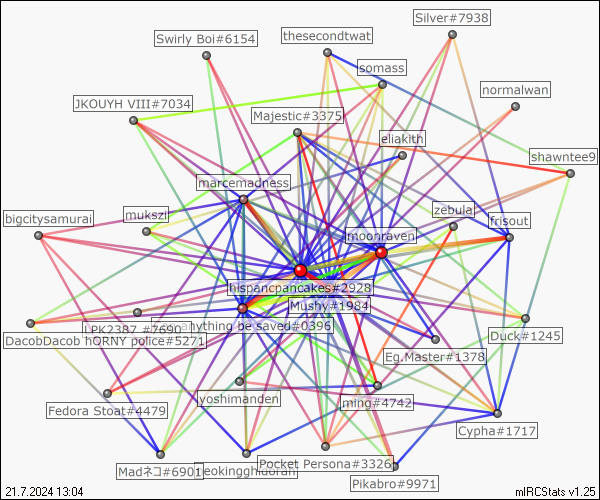 Silver#7938
Swirly Boi#6154
thesecondtwat
somass
normalwan
JKOUYH VIII#7034
Majestic#3375
eliakith
shawntee9
marcemadness
zebula
bigcitysamurai
mukszi
frisout
moonraven
hispancpancakes#2928
Mushy#1984
LPK2387_#7690
anything be saved#0396
DacobDacob
hORNY police#5271
Duck#1245
Eg.Master#1378
yoshimanden
ming#4742
Fedora Stoat#4479
Cypha#1717
Madネコ#6901
Pocket Persona#3326
Pikabro#9971
21.7.2024 13:04
mIRCStats v1.25